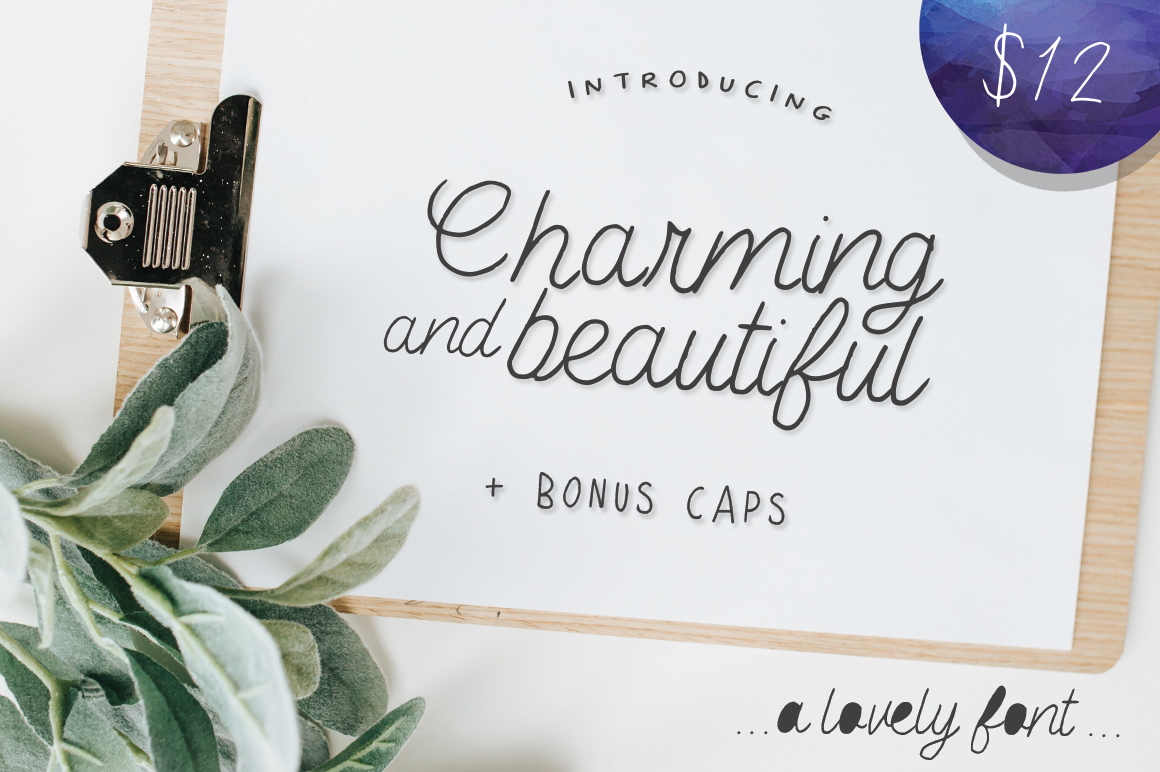 $12
INTRODUCING
Charming
and beautiful
+ BONUS CAPS
...a lovely font...